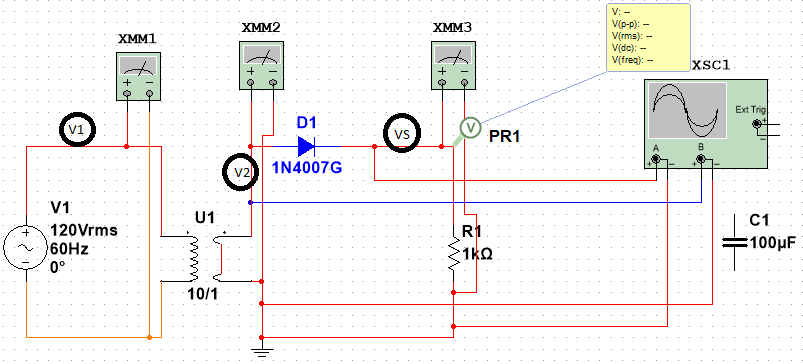 XMM1
XMM2
XMM3
V: --
V(p-p): --
V(rms): --
V(dc): --
V(freq): --
XSC1
Ext Trig
A
B
V1
D1
1N4007G
VS
V
PR1
V2
V1
120Vrms
60Hz
0°
U1
10/1
R1
1kΩ
C1
100µF